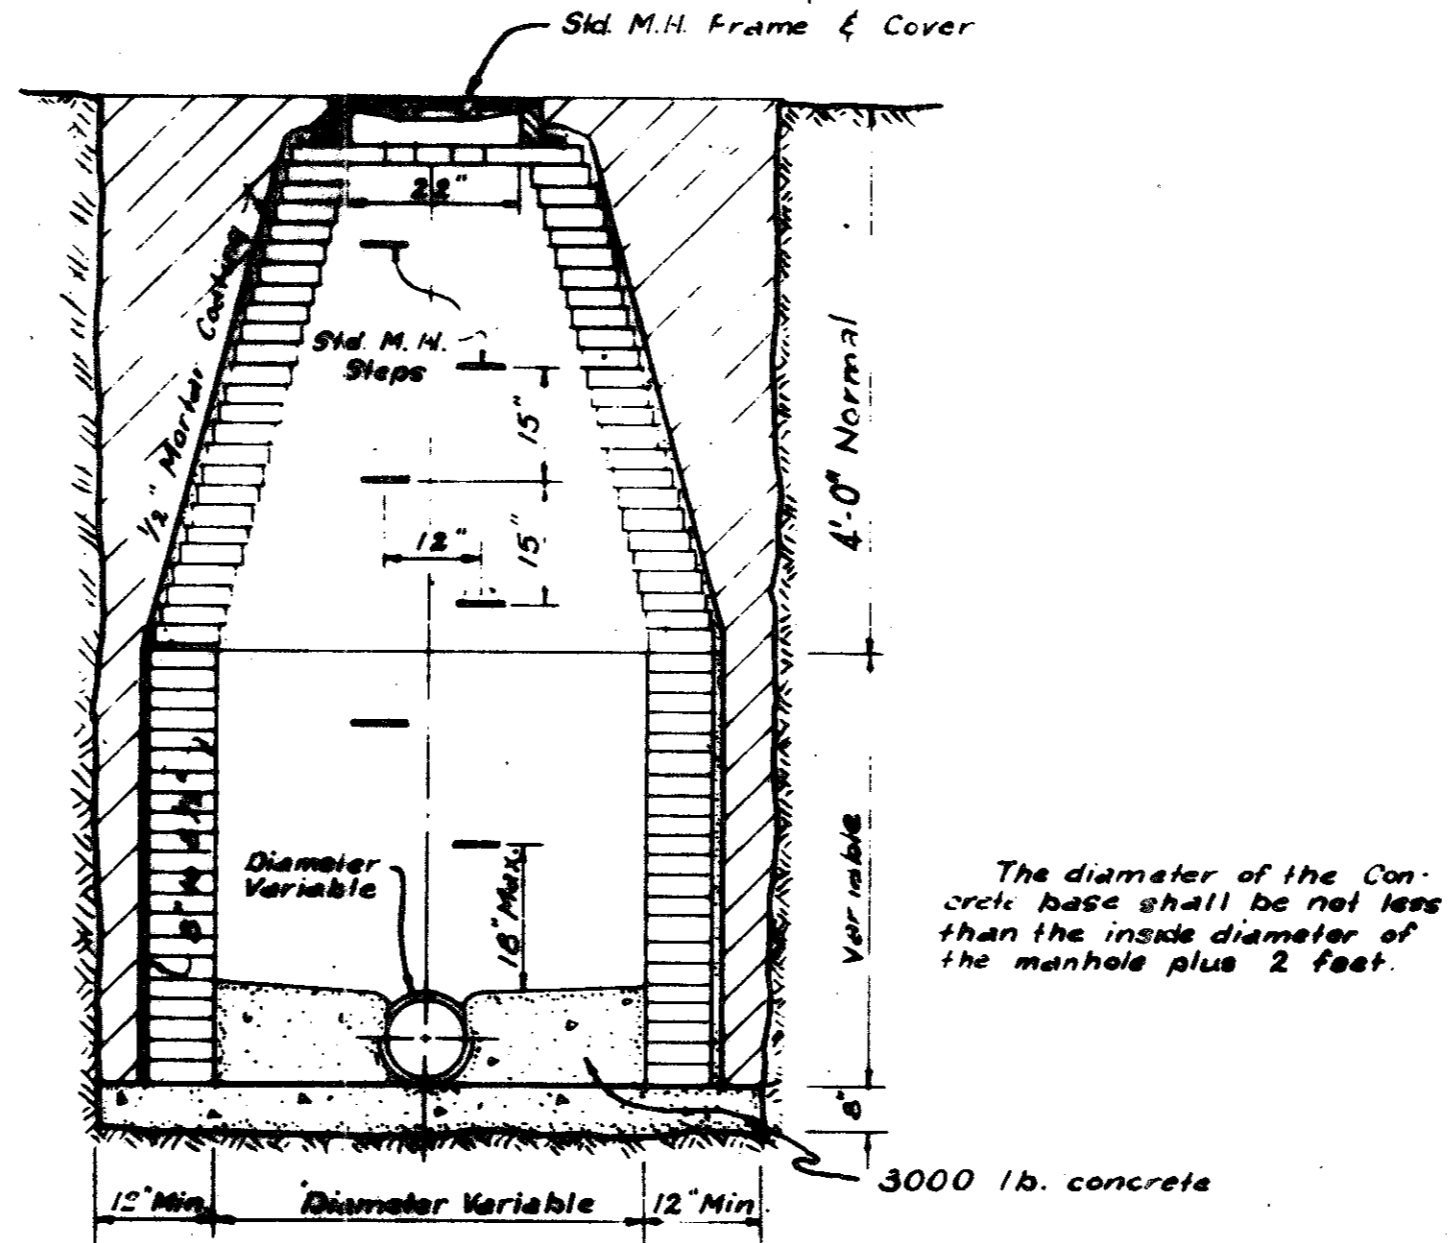 Std. M.H. Frame & Cover
22"
1/2" Mortar Coating
Std. M. H.
Steps
15"
15"
12"
4'-0" Normal
Diameter
Variable
18" Max.
Variable
The diameter of the Con-
crete base shall be not less
than the inside diameter of
the manhole plus 2 feet.
8"
3000 lb. concrete
12" Min.
Diameter Variable
12" Min.